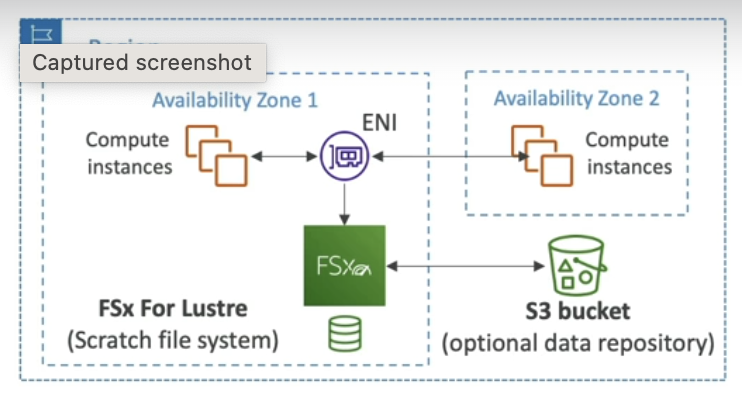 Captured screenshot
Availability Zone 1
Availability Zone 2
ENI
Compute
instances
Compute
instances
FSx
FSx For Lustre
(Scratch file system)
S3 bucket
(optional data repository)